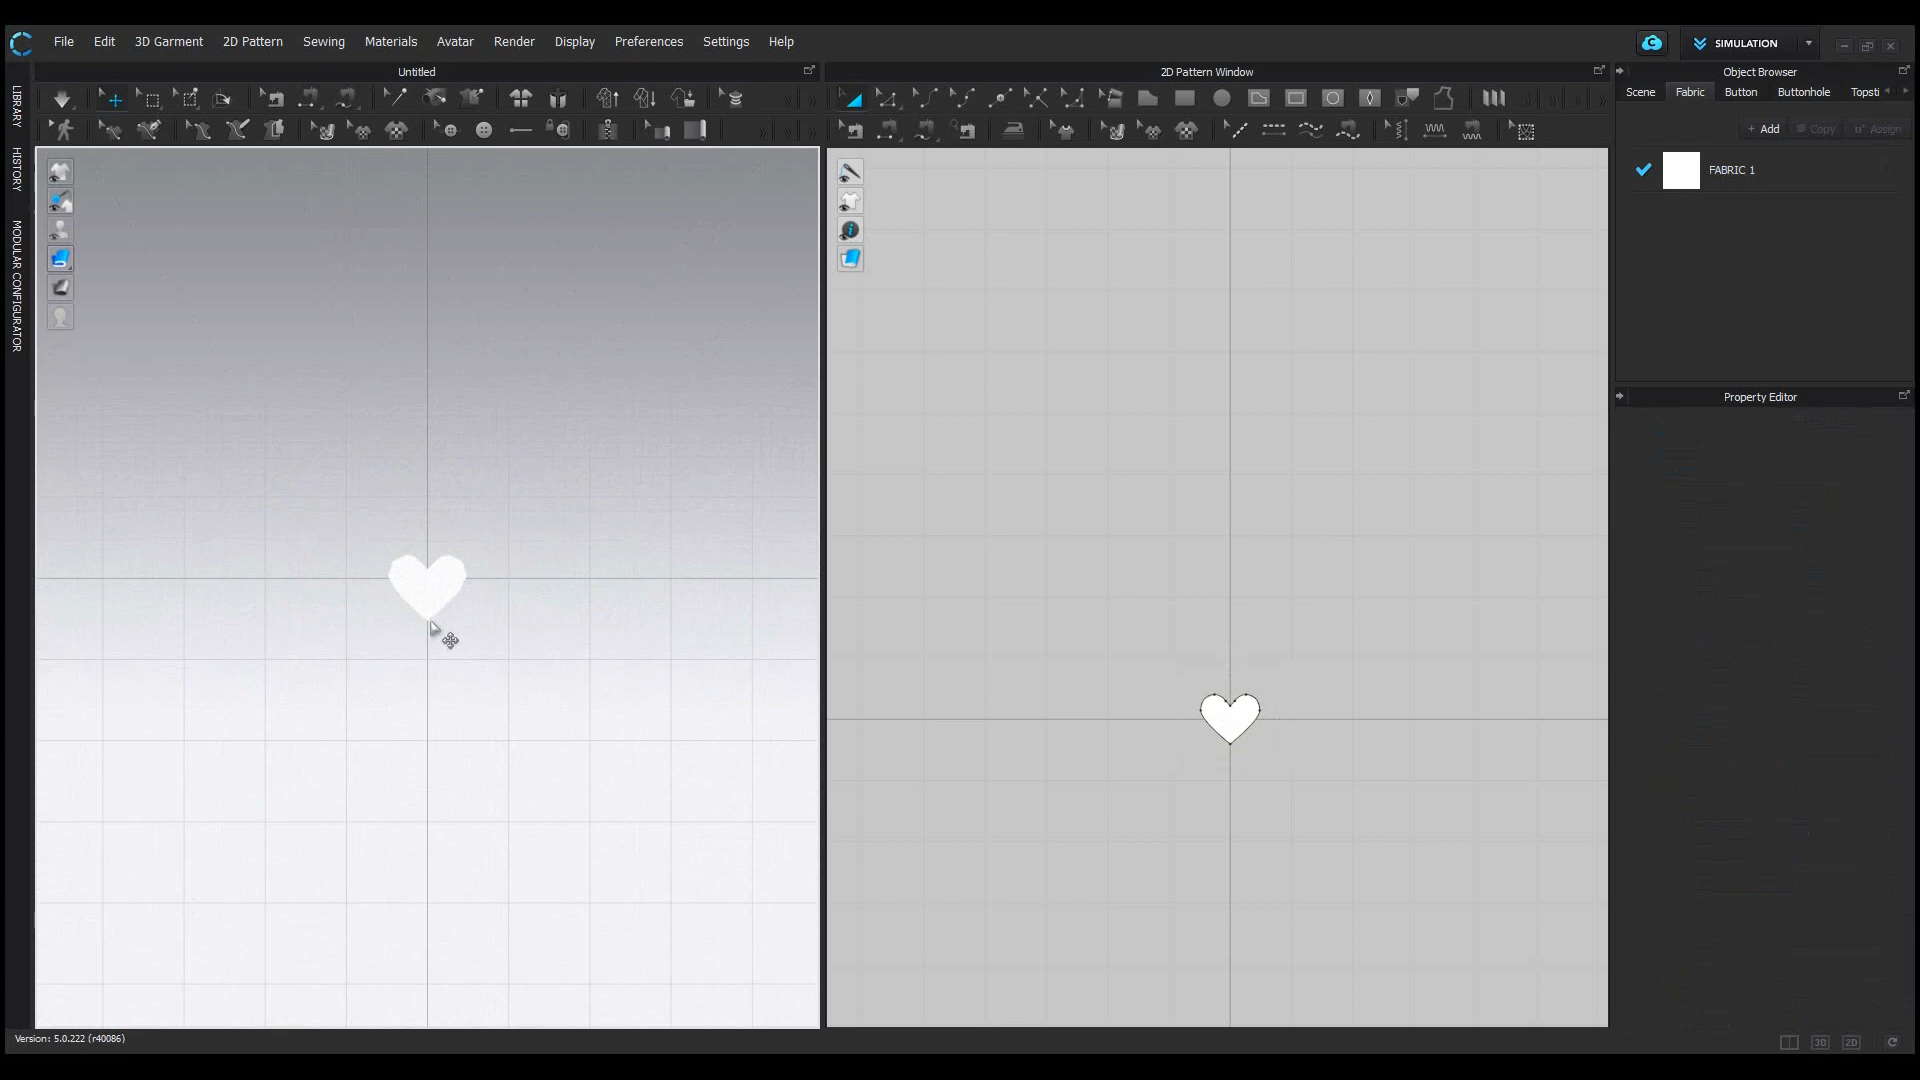 File Edit 3D Garment 2D Pattern Sewing Materials Avatar Render Display Preferences Settings Help
SIMULATION
Untitled
2D Pattern Window
Object Browser
Scene Fabric Button Buttonhole Topsti
+ Add Copy Assign
FABRIC 1
Property Editor
LIBRARY
HISTORY
MODULAR CONFIGURATOR
Version: 5.0.222 (r40086)
3D 2D